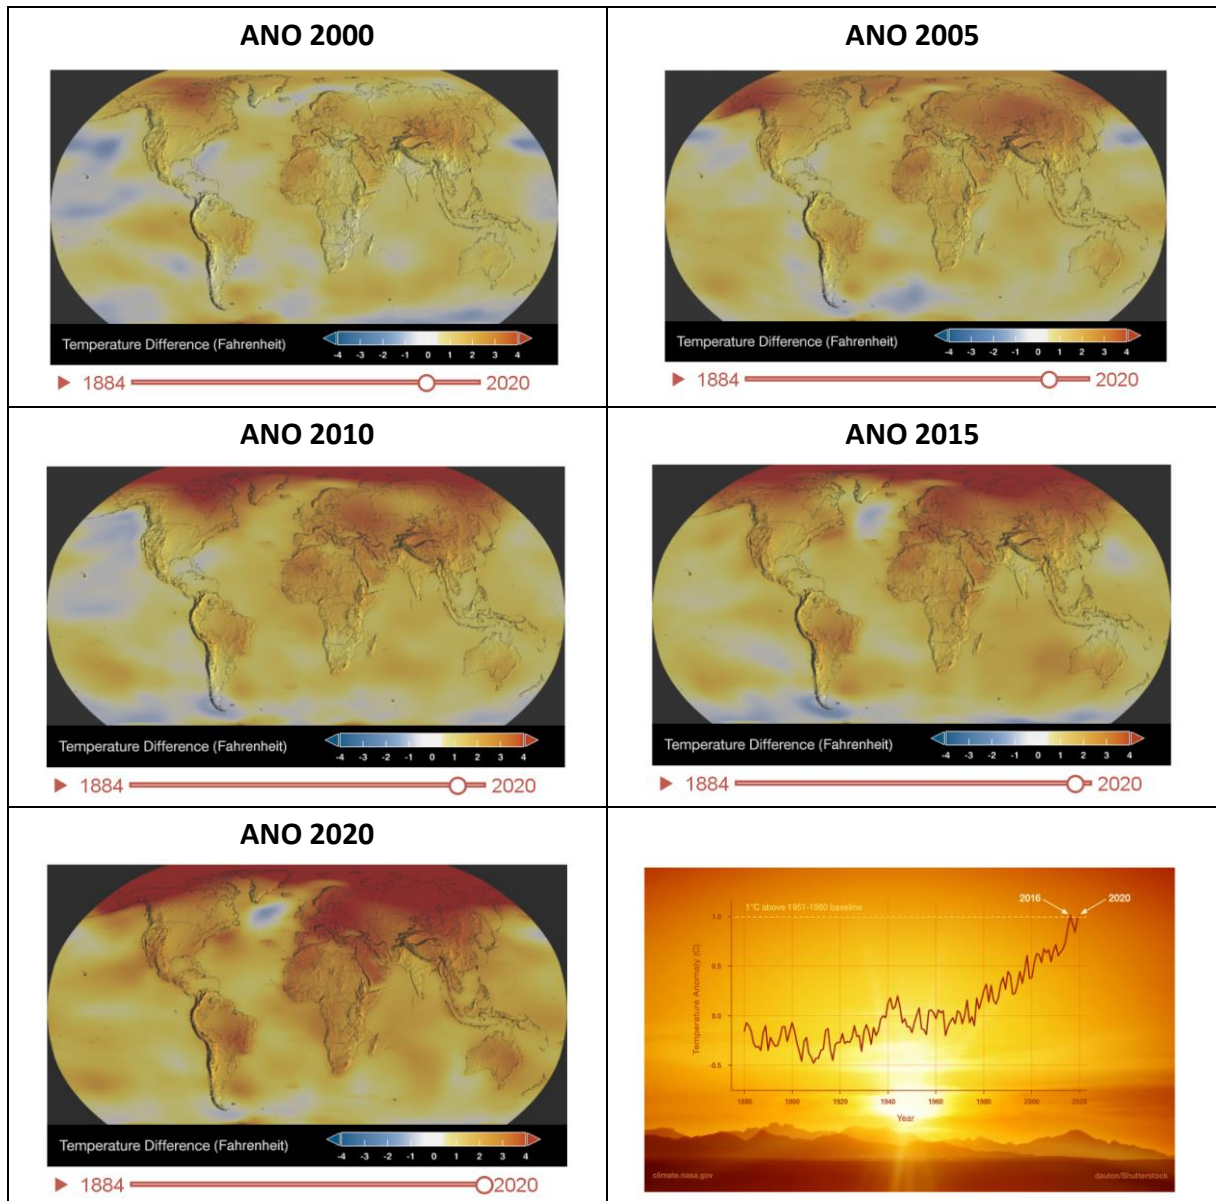 ANO 2000
Temperature Difference (Fahrenheit)
-4 -3 -2 -1 0 1 2 3 4
1884 2020
ANO 2005
Temperature Difference (Fahrenheit)
-4 -3 -2 -1 0 1 2 3 4
1884 2020
ANO 2010
Temperature Difference (Fahrenheit)
-4 -3 -2 -1 0 1 2 3 4
1884 2020
ANO 2015
Temperature Difference (Fahrenheit)
-4 -3 -2 -1 0 1 2 3 4
1884 2020
ANO 2020
Temperature Difference (Fahrenheit)
-4 -3 -2 -1 0 1 2 3 4
1884 2020
2016 2020
1°C above 1951-1980 baseline
1.0
0.5
0.0
-0.5
Temperature Anomaly (C)
1880 1900 1920 1940 1960 1980 2000 2020
Year
climate.nasa.gov
daulon/Shutterstock